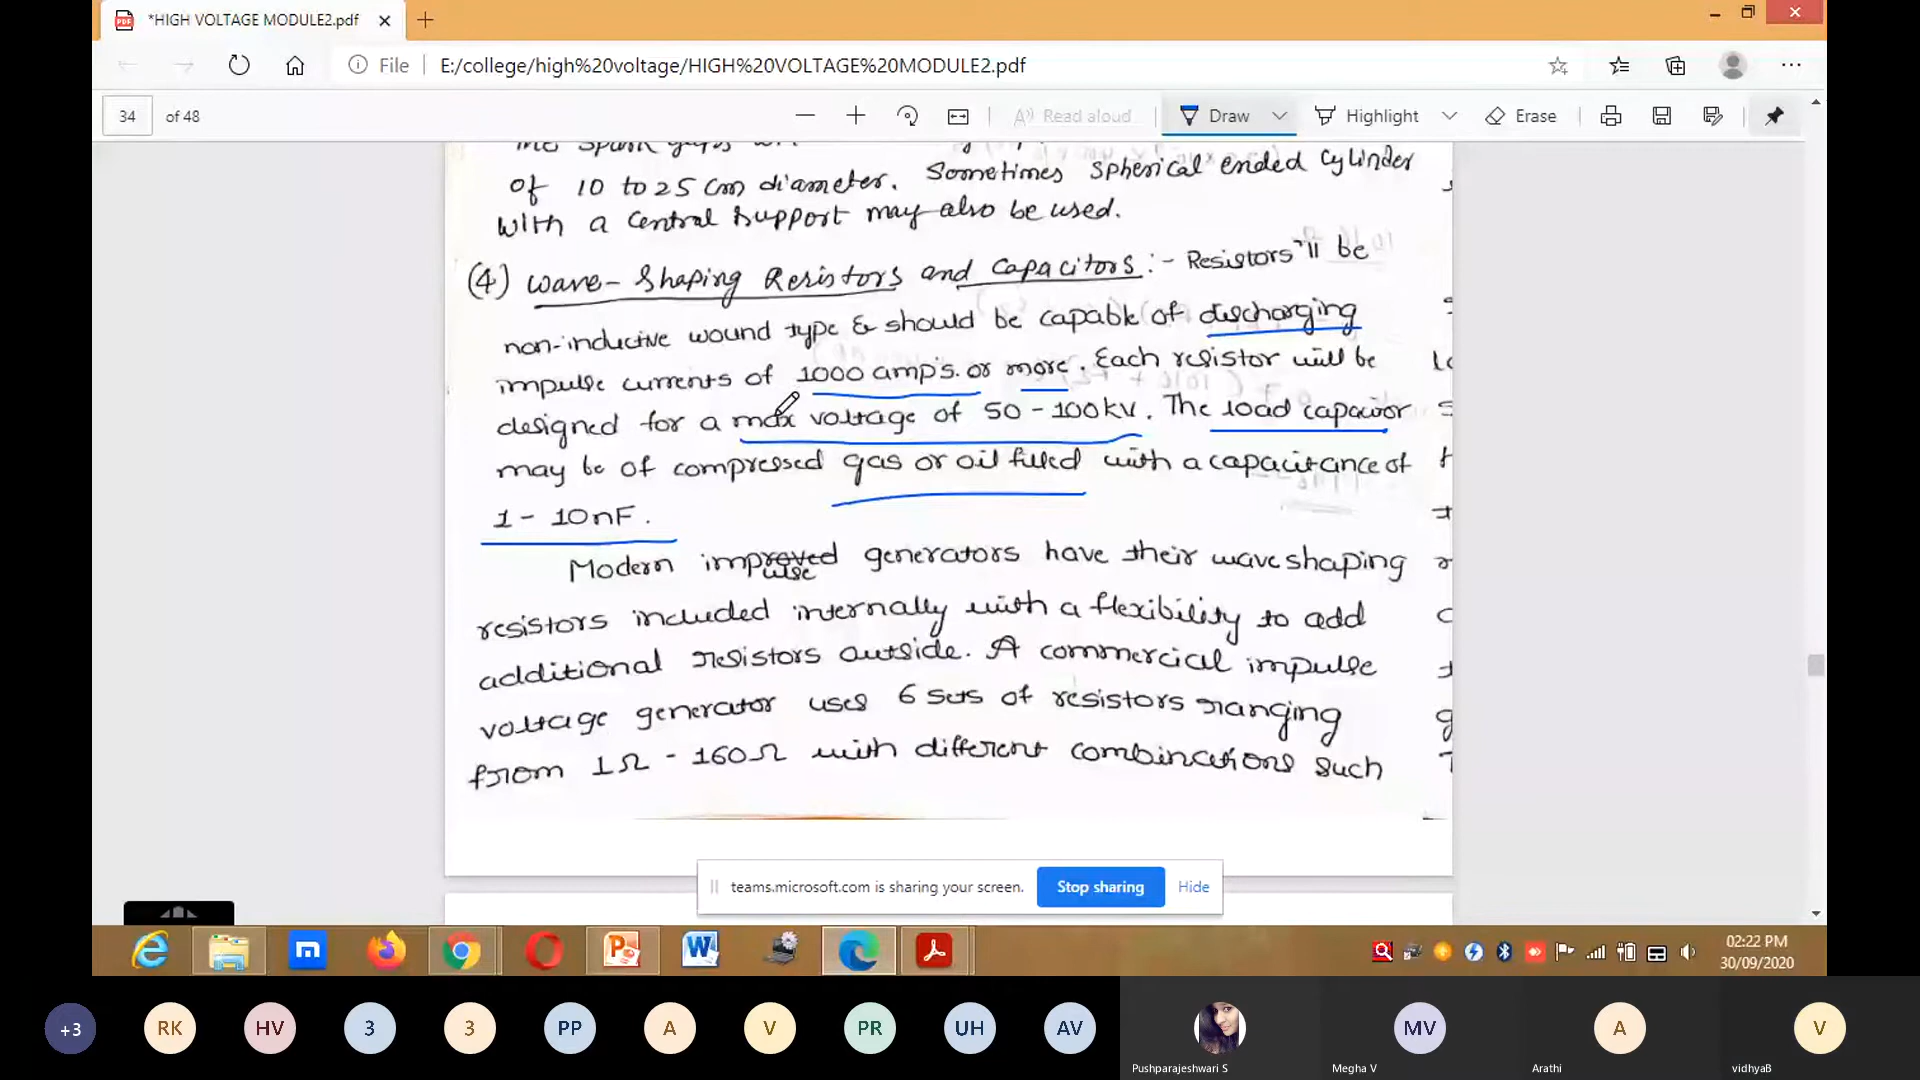 *HIGH VOLTAGE MODULE2.pdf
File E:/college/high%20voltage/HIGH%20VOLTAGE%20MODULE2.pdf
34 of 48 Read aloud Draw Highlight Erase
of 10 to 25 cm diameter. Sometimes spherical ended cylinder
with a central support may also be used.
(4) Wave-Shaping Resistors and Capacitors :- Resistors'll be
non-inductive wound type & should be capable of discharging
impulse currents of 1000 amp's. or more. Each resistor will be
designed for a max voltage of 50 - 100kV. The load capacitor
may be of compressed gas or oil filled with a capacitance of
1 - 10nF.
Modern improved generators have their wave shaping
ulse
resistors included internally with a flexibility to add
additional resistors outside. A commercial impulse
voltage generator uses 6 sets of resistors ranging
from 1Ω - 160Ω with different combinations such
teams.microsoft.com is sharing your screen. Stop sharing Hide
02:22 PM
30/09/2020
+3 RK HV 3 3 PP A V PR UH AV MV A V
Pushparajeshwari S Megha V Arathi vidhyaB